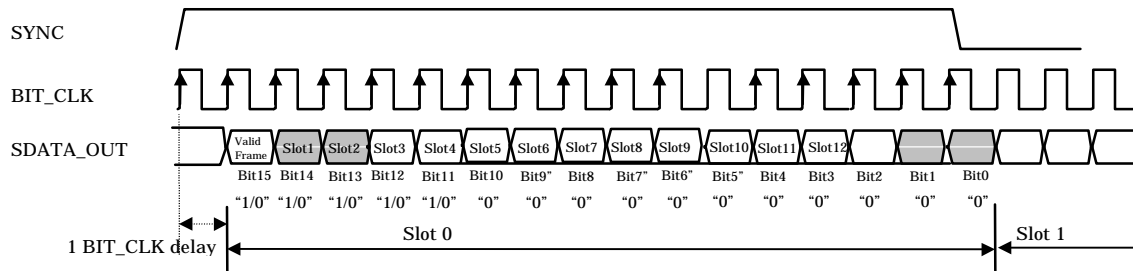 SYNC
BIT_CLK
SDATA_OUT
Valid Frame Slot1 Slot2 Slot3 Slot4 Slot5 Slot6 Slot7 Slot8 Slot9 Slot10 Slot11 Slot12
Bit15 Bit14 Bit13 Bit12 Bit11 Bit10 Bit9” Bit8 Bit7” Bit6” Bit5” Bit4 Bit3 Bit2 Bit1 Bit0
“1/0” “1/0” “1/0” “1/0” “1/0” “0” “0” “0” “0” “0” “0” “0” “0” “0” “0” “0”
1 BIT_CLK delay Slot 0 Slot 1